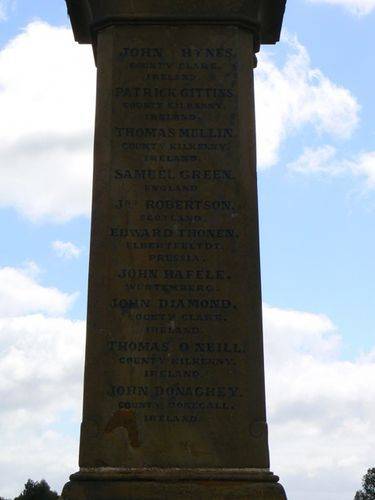 JOHN HYNES.
COUNTY CLARE.
IRELAND.
PATRICK GITTINS
COUNTY KILKENNY.
IRELAND.
THOMAS MULLIN.
COUNTY KILKENNY.
IRELAND.
SAMUEL GREEN.
ENGLAND
JAS ROBERTSON.
SCOTLAND.
EDWARD THONEN.
ELBERTFELTDT.
PRUSSIA.
JOHN HAFELE.
WURTEMBERG.
JOHN DIAMOND.
COUNTY CLARE.
IRELAND.
THOMAS O'NEILL.
COUNTY KILKENNY.
IRELAND.
JOHN DONAGHEY.
COUNTY DONEGALL.
IRELAND.